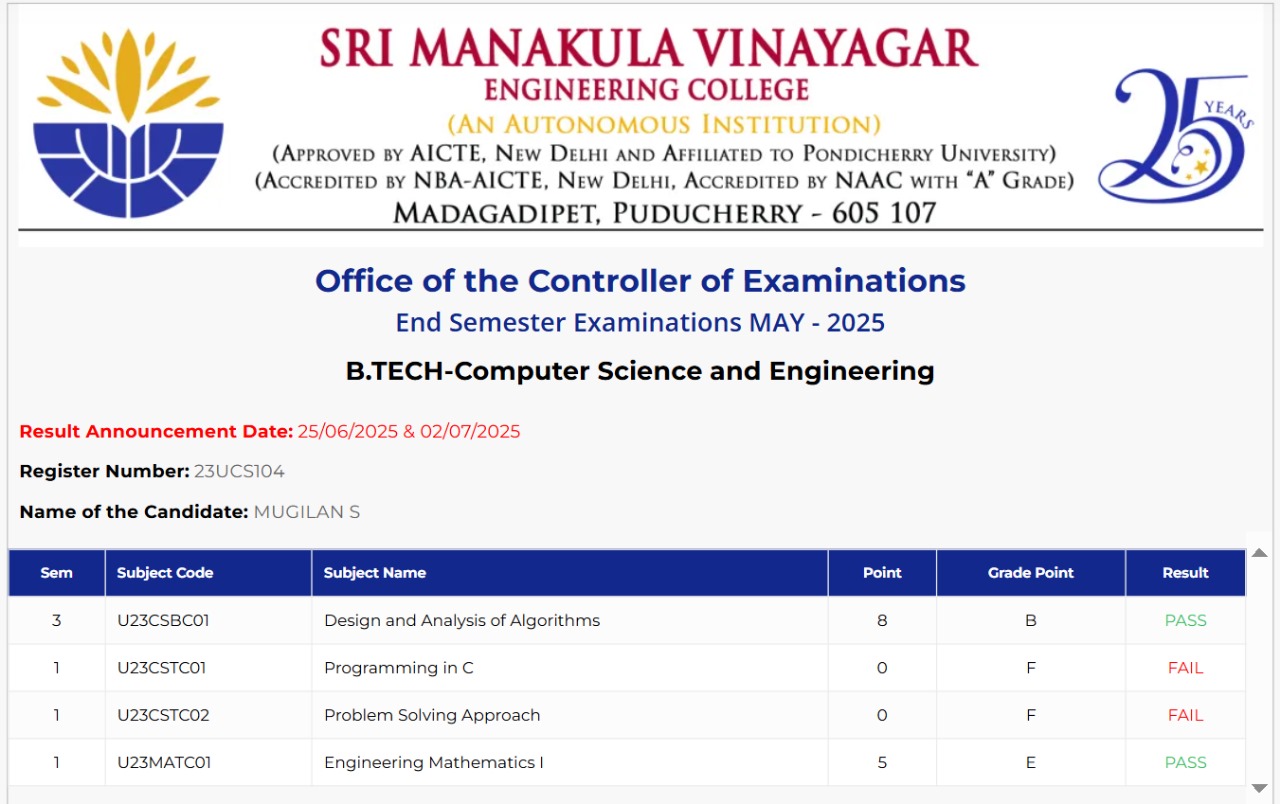 SRI MANAKULA VINAYAGAR
ENGINEERING COLLEGE
(AN AUTONOMOUS INSTITUTION)
(APPROVED BY AICTE, NEW DELHI AND AFFILIATED TO PONDICHERRY UNIVERSITY)
(ACCREDITED BY NBA-AICTE, NEW DELHI, ACCREDITED BY NAAC WITH “A” GRADE)
MADAGADIPET, PUDUCHERRY - 605 107
25 YEARS
Office of the Controller of Examinations
End Semester Examinations MAY - 2025
B.TECH-Computer Science and Engineering
Result Announcement Date: 25/06/2025 & 02/07/2025
Register Number: 23UCS104
Name of the Candidate: MUGILAN S
Sem Subject Code Subject Name Point Grade Point Result
3 U23CSBC01 Design and Analysis of Algorithms 8 B PASS
1 U23CSTC01 Programming in C 0 F FAIL
1 U23CSTC02 Problem Solving Approach 0 F FAIL
1 U23MATC01 Engineering Mathematics I 5 E PASS